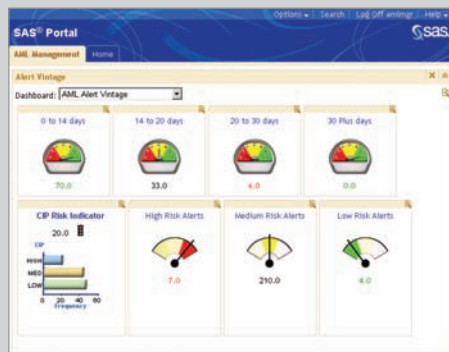 Options Search Log Off amlmgr Help
SAS® Portal
sas
AML Management Home
Alert Vintage
Dashboard: AML Alert Vintage
0 to 14 days 14 to 20 days 20 to 30 days 30 Plus days
70.0 33.0 4.0 0.0
CIP Risk Indicator High Risk Alerts Medium Risk Alerts Low Risk Alerts
20.0
CIP
HIGH
MED
LOW
0 20 40 60
Frequency
7.0 210.0 4.0